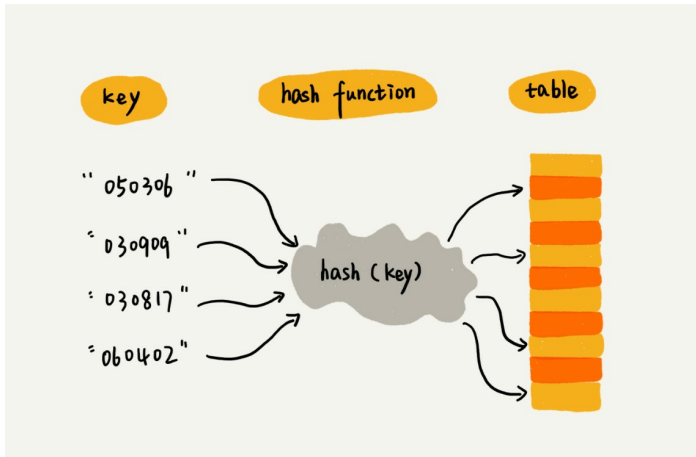 key
hash function
table
"050306"
"030909"
"030817"
"060402"
hash (key)